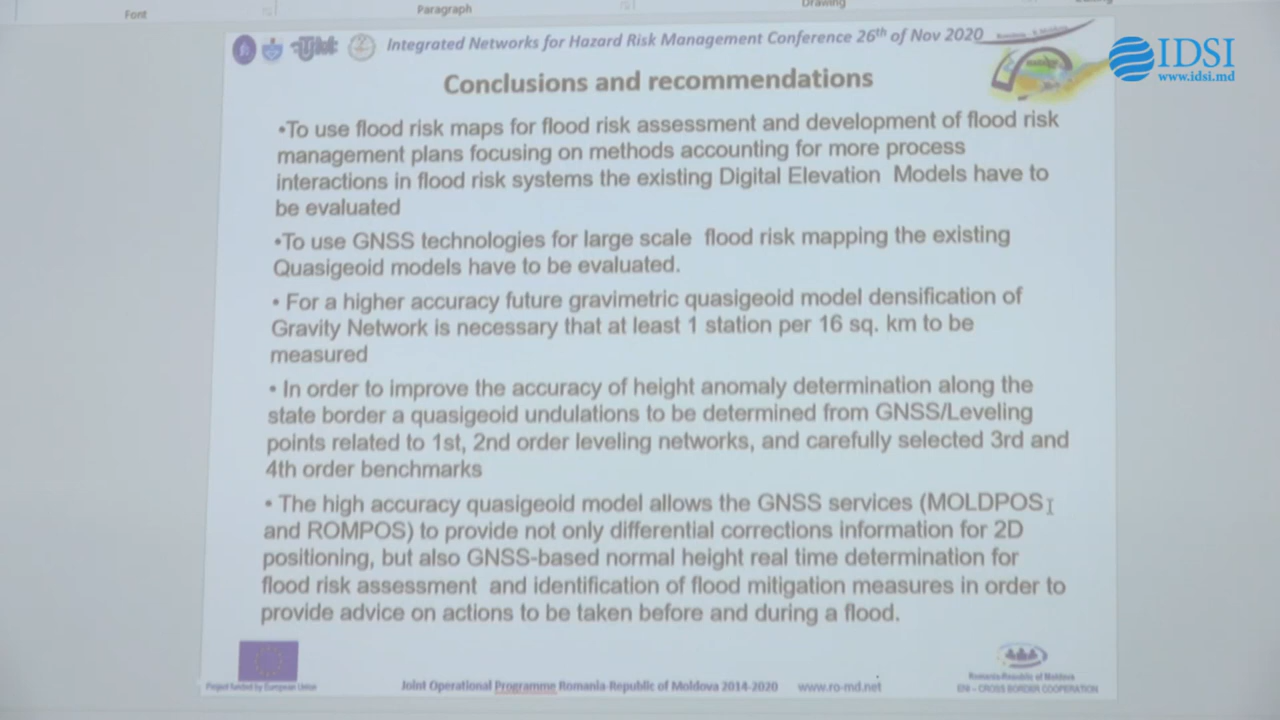 Font
Paragraph
Drawing
Integrated Networks for Hazard Risk Management Conference 26th of Nov 2020
IDSI
www.idsi.md
Conclusions and recommendations
•To use flood risk maps for flood risk assessment and development of flood risk
management plans focusing on methods accounting for more process
interactions in flood risk systems the existing Digital Elevation Models have to
be evaluated
•To use GNSS technologies for large scale flood risk mapping the existing
Quasigeoid models have to be evaluated.
• For a higher accuracy future gravimetric quasigeoid model densification of
Gravity Network is necessary that at least 1 station per 16 sq. km to be
measured
• In order to improve the accuracy of height anomaly determination along the
state border a quasigeoid undulations to be determined from GNSS/Leveling
points related to 1st, 2nd order leveling networks, and carefully selected 3rd and
4th order benchmarks
• The high accuracy quasigeoid model allows the GNSS services (MOLDPOS
and ROMPOS) to provide not only differential corrections information for 2D
positioning, but also GNSS-based normal height real time determination for
flood risk assessment and identification of flood mitigation measures in order to
provide advice on actions to be taken before and during a flood.
Project funded by European Union
Joint Operational Programme Romania-Republic of Moldova 2014-2020 www.ro-md.net
Romania-Republic of Moldova
ENI – CROSS BORDER COOPERATION